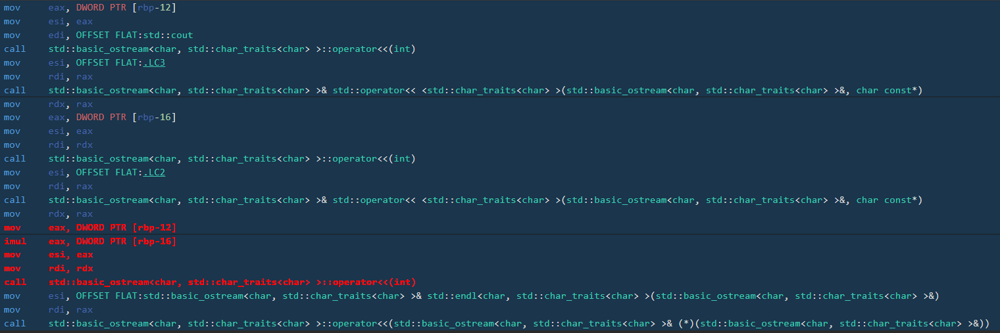 mov eax, DWORD PTR [rbp-12]
mov esi, eax
mov edi, OFFSET FLAT:std::cout
call std::basic_ostream<char, std::char_traits<char> >::operator<<(int)
mov esi, OFFSET FLAT:.LC3
mov rdi, rax
call std::basic_ostream<char, std::char_traits<char> >& std::operator<< <std::char_traits<char> >(std::basic_ostream<char, std::char_traits<char> >&, char const*)
mov rdx, rax
mov eax, DWORD PTR [rbp-16]
mov esi, eax
mov rdi, rdx
call std::basic_ostream<char, std::char_traits<char> >::operator<<(int)
mov esi, OFFSET FLAT:.LC2
mov rdi, rax
call std::basic_ostream<char, std::char_traits<char> >& std::operator<< <std::char_traits<char> >(std::basic_ostream<char, std::char_traits<char> >&, char const*)
mov rdx, rax
mov eax, DWORD PTR [rbp-12]
imul eax, DWORD PTR [rbp-16]
mov esi, eax
mov rdi, rdx
call std::basic_ostream<char, std::char_traits<char> >::operator<<(int)
mov esi, OFFSET FLAT:std::basic_ostream<char, std::char_traits<char> >& std::endl<char, std::char_traits<char> >(std::basic_ostream<char, std::char_traits<char> >&)
mov rdi, rax
call std::basic_ostream<char, std::char_traits<char> >::operator<<(std::basic_ostream<char, std::char_traits<char> >& (*)(std::basic_ostream<char, std::char_traits<char> >&))